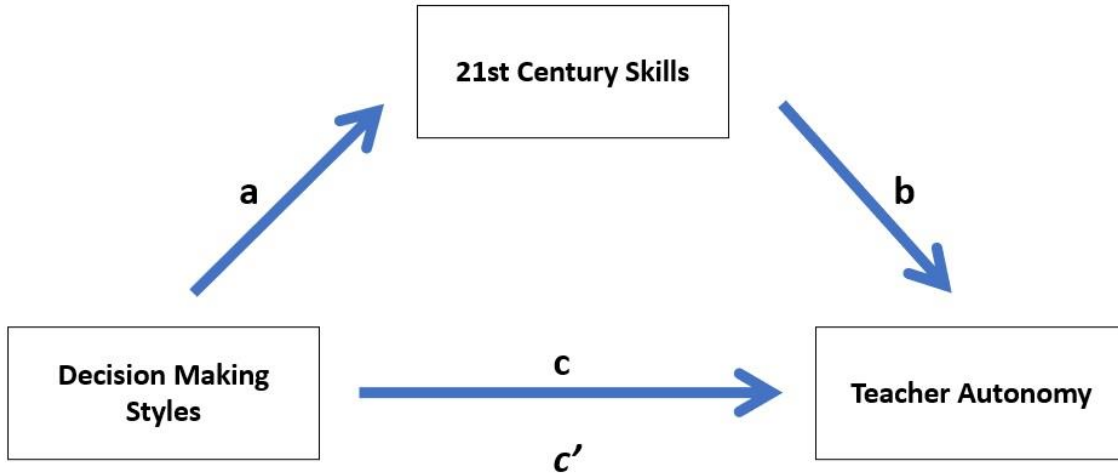 21st Century Skills
a
b
Decision Making
Styles
c
Teacher Autonomy
c’